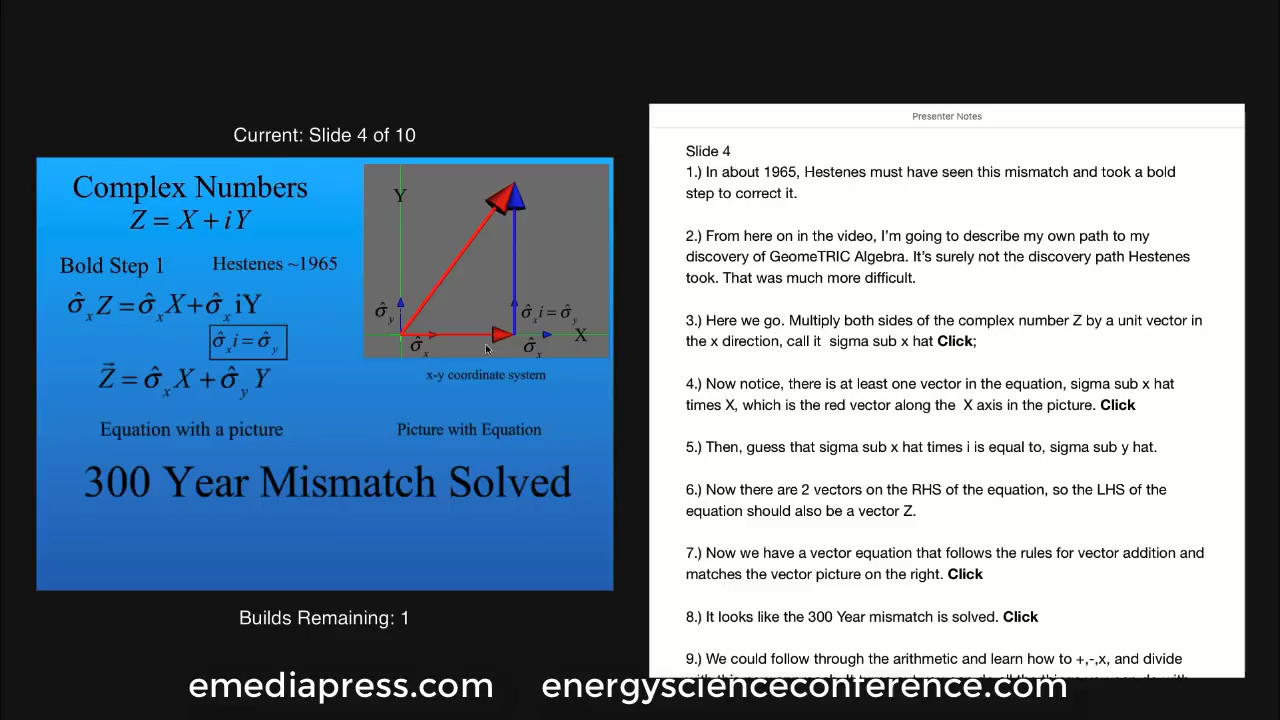 Current: Slide 4 of 10
Complex Numbers
Z = X + iY
Bold Step 1
Hestenes ~1965
σ̂ₓ Z = σ̂ₓ X + σ̂ₓ iY
σ̂ₓ i = σ̂ᵧ
Z⃗ = σ̂ₓ X + σ̂ᵧ Y
Equation with a picture
Y
σ̂ᵧ
σ̂ₓ i = σ̂ᵧ
X
σ̂ₓ
σ̂ₓ
x-y coordinate system
Picture with Equation
300 Year Mismatch Solved
Builds Remaining: 1
Presenter Notes
Slide 4
1.) In about 1965, Hestenes must have seen this mismatch and took a bold
step to correct it.
2.) From here on in the video, I'm going to describe my own path to my
discovery of GeomeTRIC Algebra. It's surely not the discovery path Hestenes
took. That was much more difficult.
3.) Here we go. Multiply both sides of the complex number Z by a unit vector in
the x direction, call it sigma sub x hat Click;
4.) Now notice, there is at least one vector in the equation, sigma sub x hat
times X, which is the red vector along the X axis in the picture. Click
5.) Then, guess that sigma sub x hat times i is equal to, sigma sub y hat.
6.) Now there are 2 vectors on the RHS of the equation, so the LHS of the
equation should also be a vector Z.
7.) Now we have a vector equation that follows the rules for vector addition and
matches the vector picture on the right. Click
8.) It looks like the 300 Year mismatch is solved. Click
9.) We could follow through the arithmetic and learn how to +,-,x, and divide
emediapress.com
energyscienceconference.com